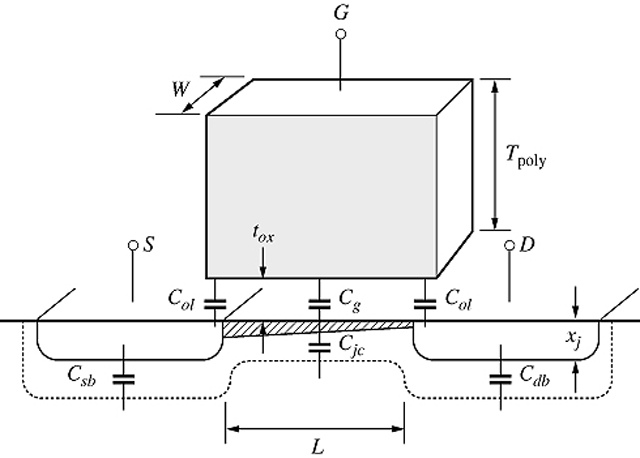 G
W
T_poly
t_ox
S
D
C_ol
C_g
C_ol
x_j
C_jc
C_sb
C_db
L